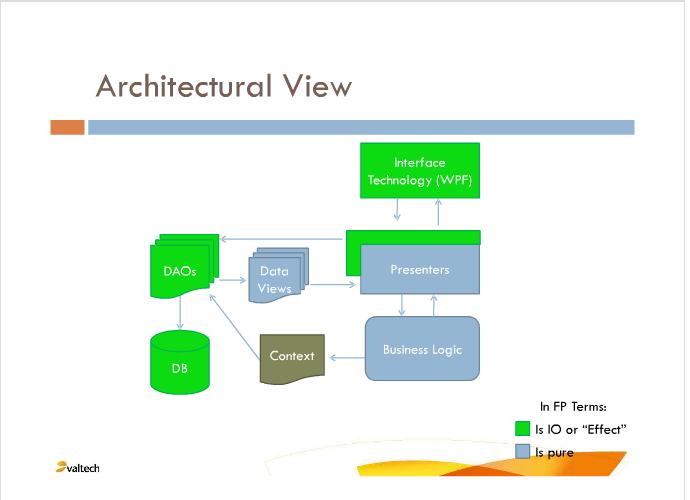 Architectural View
Interface
Technology (WPF)
DAOs
Data
Views
Presenters
DB
Context
Business Logic
In FP Terms:
Is IO or “Effect”
Is pure
valtech